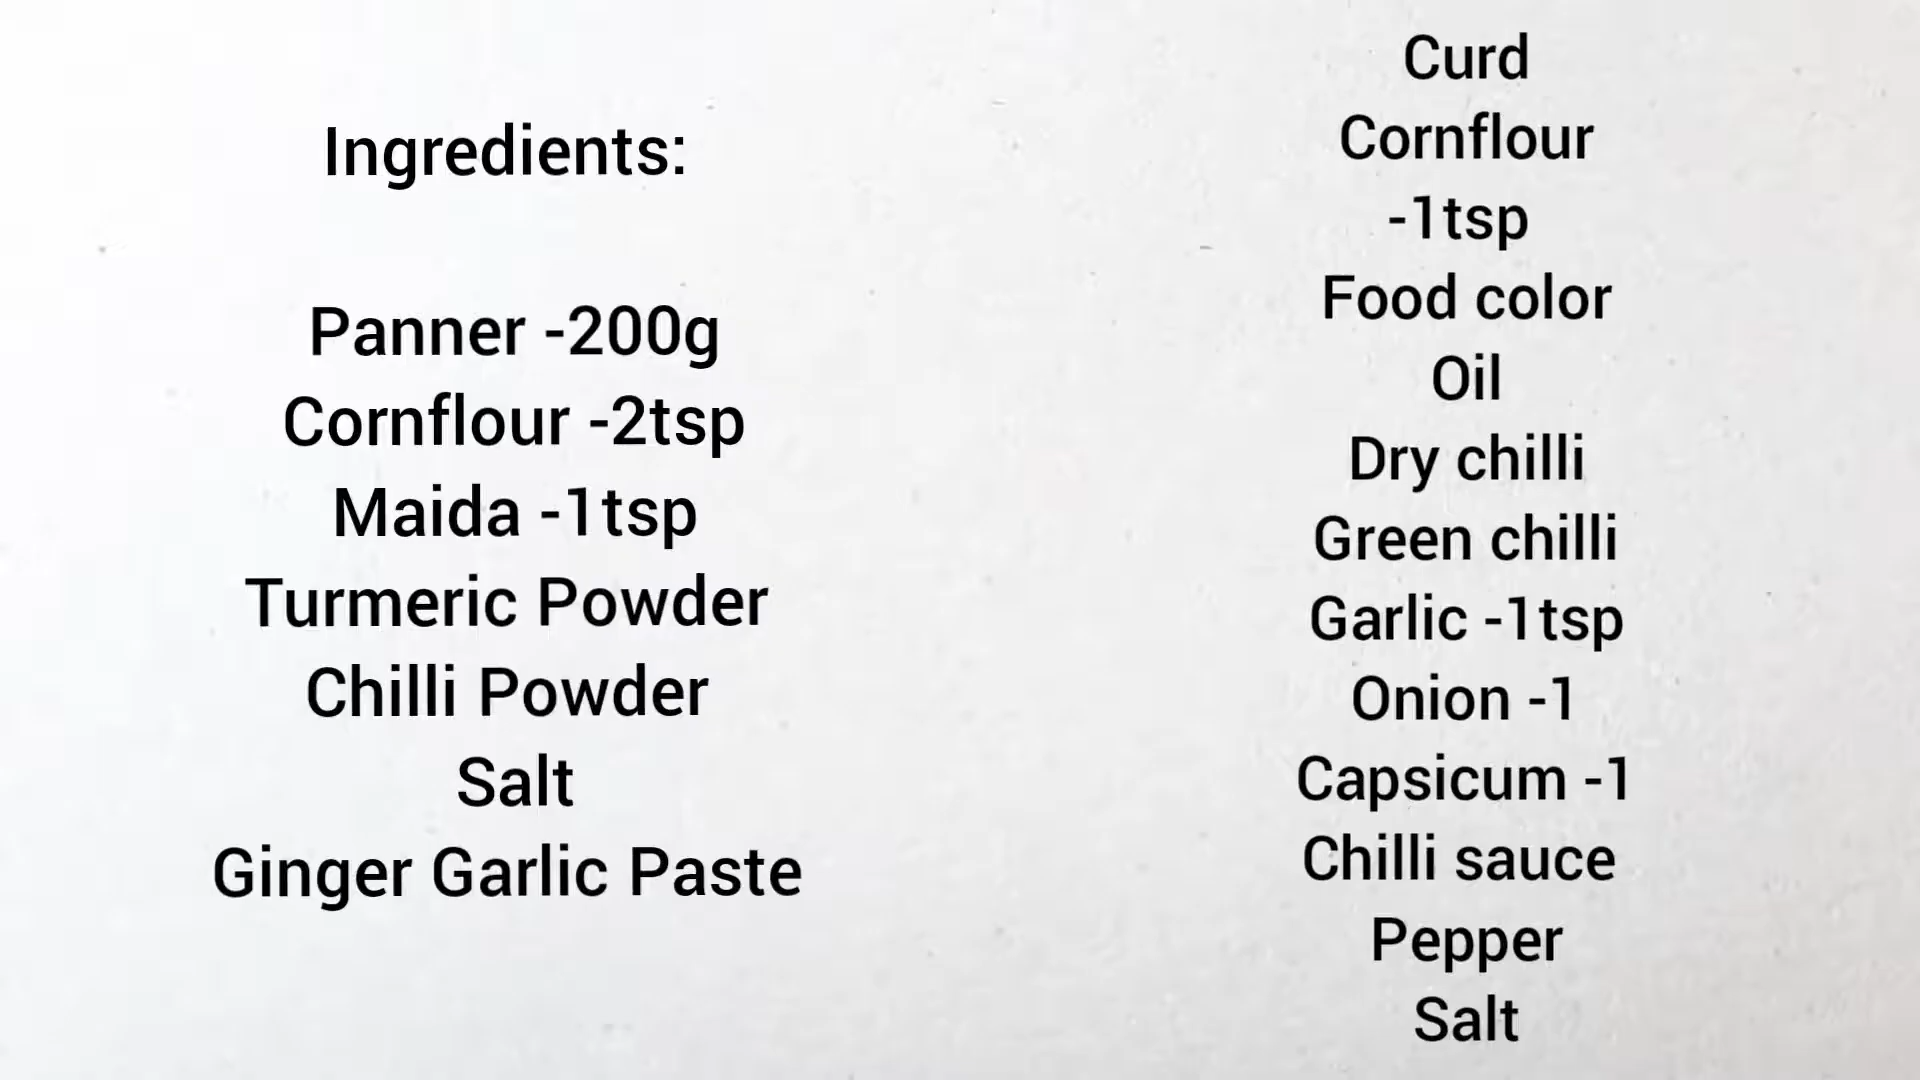 Ingredients:
Panner -200g
Cornflour -2tsp
Maida -1tsp
Turmeric Powder
Chilli Powder
Salt
Ginger Garlic Paste
Curd
Cornflour
-1tsp
Food color
Oil
Dry chilli
Green chilli
Garlic -1tsp
Onion -1
Capsicum -1
Chilli sauce
Pepper
Salt